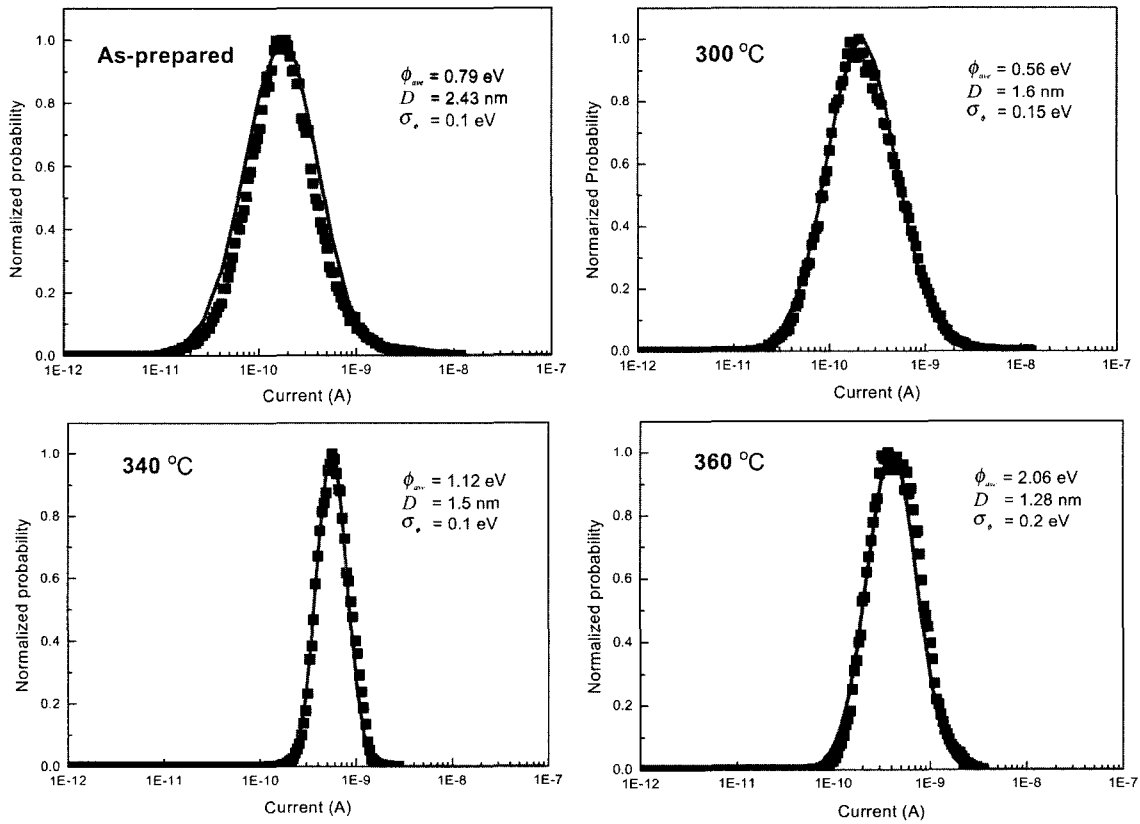 As-prepared
ϕave = 0.79 eV
D = 2.43 nm
σϕ = 0.1 eV
Normalized probability
1.0
0.8
0.6
0.4
0.2
0.0
1E-12 1E-11 1E-10 1E-9 1E-8 1E-7
Current (A)
300 °C
ϕave = 0.56 eV
D = 1.6 nm
σϕ = 0.15 eV
Normarized Probability
1.0
0.8
0.6
0.4
0.2
0.0
1E-12 1E-11 1E-10 1E-9 1E-8 1E-7
Current (A)
340 °C
ϕave = 1.12 eV
D = 1.5 nm
σϕ = 0.1 eV
Normalized probability
1.0
0.8
0.6
0.4
0.2
0.0
1E-12 1E-11 1E-10 1E-9 1E-8 1E-7
Current (A)
360 °C
ϕave = 2.06 eV
D = 1.28 nm
σϕ = 0.2 eV
Normalized probability
1.0
0.8
0.6
0.4
0.2
0.0
1E-12 1E-11 1E-10 1E-9 1E-8 1E-7
Current (A)